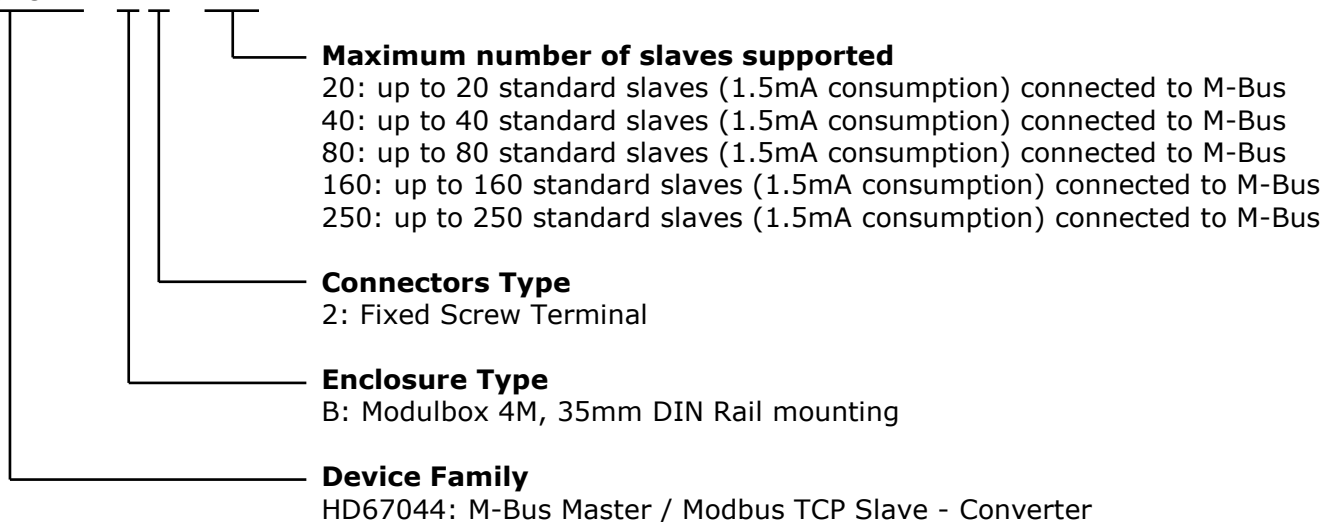 Maximum number of slaves supported
20: up to 20 standard slaves (1.5mA consumption) connected to M-Bus
40: up to 40 standard slaves (1.5mA consumption) connected to M-Bus
80: up to 80 standard slaves (1.5mA consumption) connected to M-Bus
160: up to 160 standard slaves (1.5mA consumption) connected to M-Bus
250: up to 250 standard slaves (1.5mA consumption) connected to M-Bus
Connectors Type
2: Fixed Screw Terminal
Enclosure Type
B: Modulbox 4M, 35mm DIN Rail mounting
Device Family
HD67044: M-Bus Master / Modbus TCP Slave - Converter